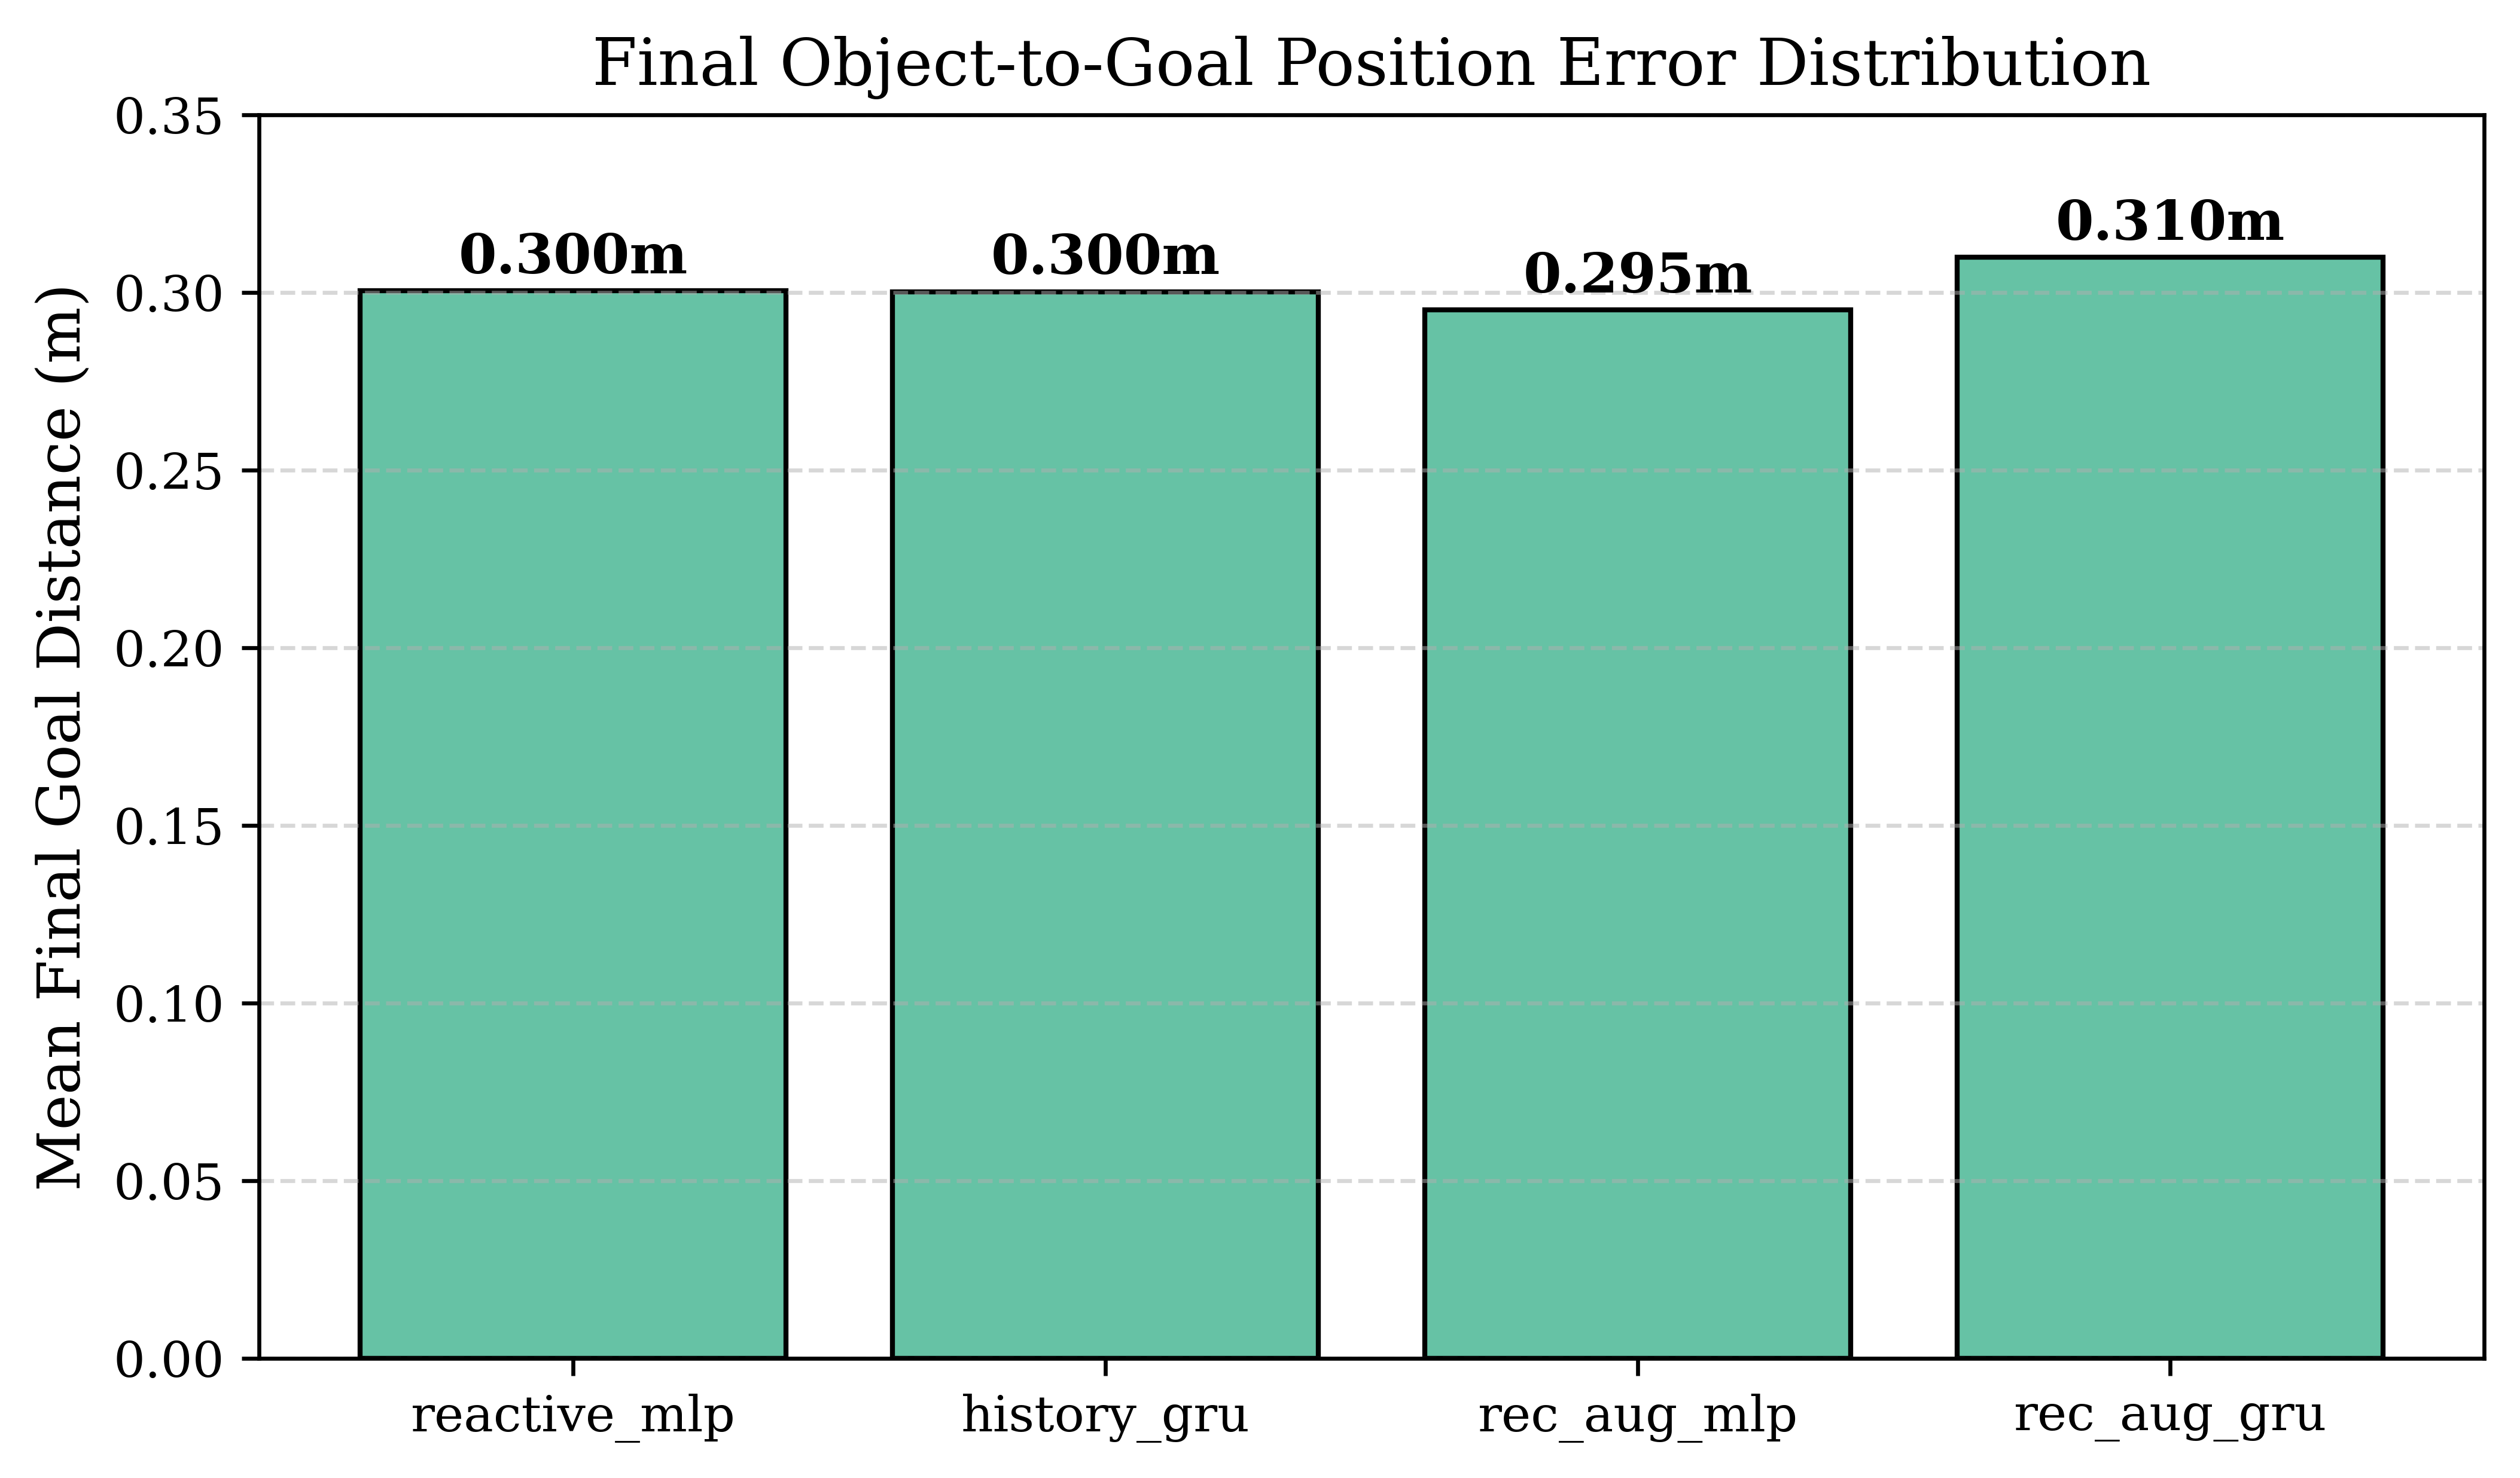 Final Object-to-Goal Position Error Distribution
Mean Final Goal Distance (m)
0.35
0.30
0.25
0.20
0.15
0.10
0.05
0.00
0.300m
0.300m
0.295m
0.310m
reactive_mlp
history_gru
rec_aug_mlp
rec_aug_gru